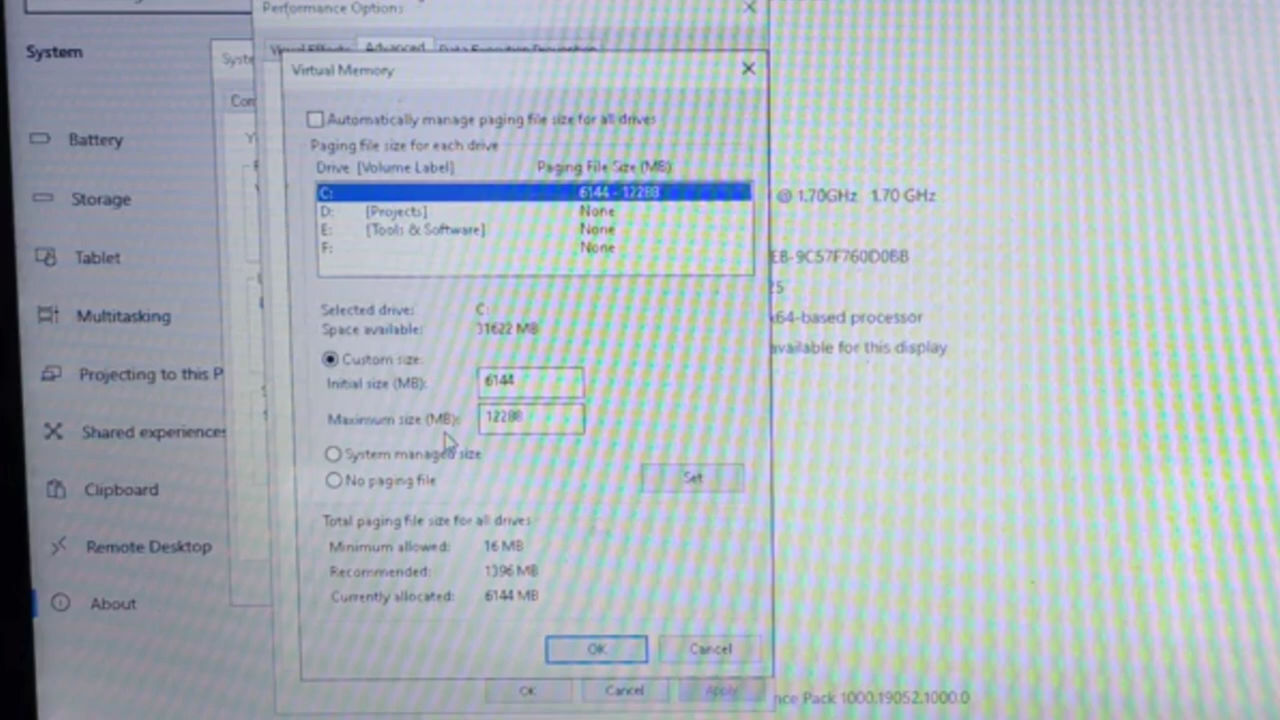 Performance Options
System
Syste
Visual Effects Advanced Data Execution Prevention
Virtual Memory
Com
Automatically manage paging file size for all drives
Battery
Paging file size for each drive
Drive [Volume Label] Paging File Size (MB)
C: 6144 - 12288
@ 1.70GHz 1.70 GHz
Storage
D: [Projects] None
E: [Tools & Software] None
F: None
Tablet
EB-9C57F760D0BB
25
Selected drive: C:
Multitasking
x64-based processor
Space available: 31622 MB
available for this display
Custom size:
Projecting to this P
Initial size (MB): 6144
Maximum size (MB): 12288
Shared experiences
System managed size
No paging file
Set
Clipboard
Total paging file size for all drives
Remote Desktop
Minimum allowed: 16 MB
Recommended: 1396 MB
Currently allocated: 6144 MB
About
OK Cancel
OK Cancel Apply
nce Pack 1000.19052.1000.0